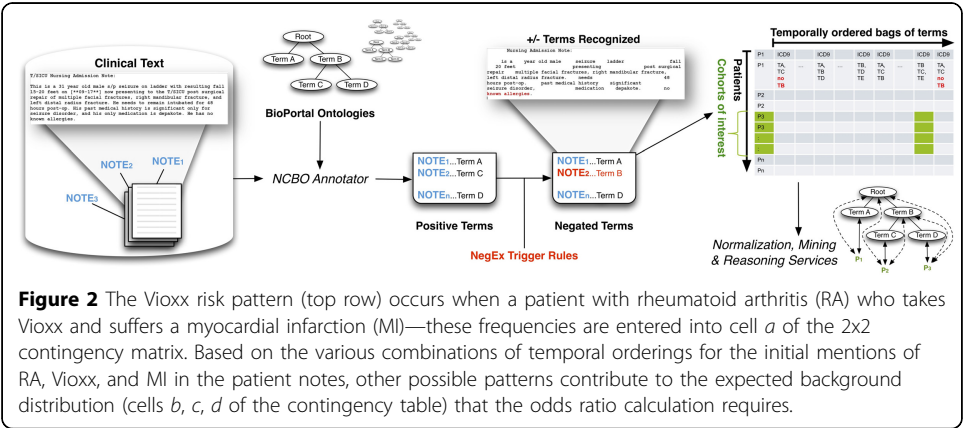 Clinical Text
T/SICU Nursing Admission Note:
This is a 31 year old male s/p seizure on ladder with resulting fall
15-20 feet on [**69-17**] now presenting to the T/SICU post surgical
repair of multiple facial fractures, right mandibular fracture, and
left distal radius fracture. He needs to remain intubated for 48
hours post-op. His past medical history is significant only for
seizure disorder, and his only medication is depakote. He has no
known allergies.
NOTE1
NOTE2
NOTE3
Root
Term A
Term B
Term C
Term D
BioPortal Ontologies
NCBO Annotator
+/- Terms Recognized
Nursing Admission Note:
is a year old male seizure ladder fall
20 feet presenting post surgical
repair multiple facial fractures, right mandibular fracture,
left distal radius fracture. needs 48
hours post-op. past medical history significant
seizure disorder, medication depakote. no
known allergies.
NOTE1...Term A
NOTE2...Term C
NOTEn...Term D
Positive Terms
NOTE1...Term A
NOTE2...Term B
NOTEn...Term D
Negated Terms
NegEx Trigger Rules
Temporally ordered bags of terms
Patients
Cohorts of interest
P1 ICD9 ICD9 ICD9 ICD9
P1 TA, ... TA, ... TB, TA, ... TB TA,
TC TB TD TC TC, TC
no TD TE no
TB TB
P2
P2
P3
P3
:
:
Pn
Pn
Root
Term A
Term B
Term C
Term D
P1
P2
P3
Normalization, Mining
& Reasoning Services
Figure 2 The Vioxx risk pattern (top row) occurs when a patient with rheumatoid arthritis (RA) who takes
Vioxx and suffers a myocardial infarction (MI)—these frequencies are entered into cell a of the 2x2
contingency matrix. Based on the various combinations of temporal orderings for the initial mentions of
RA, Vioxx, and MI in the patient notes, other possible patterns contribute to the expected background
distribution (cells b, c, d of the contingency table) that the odds ratio calculation requires.